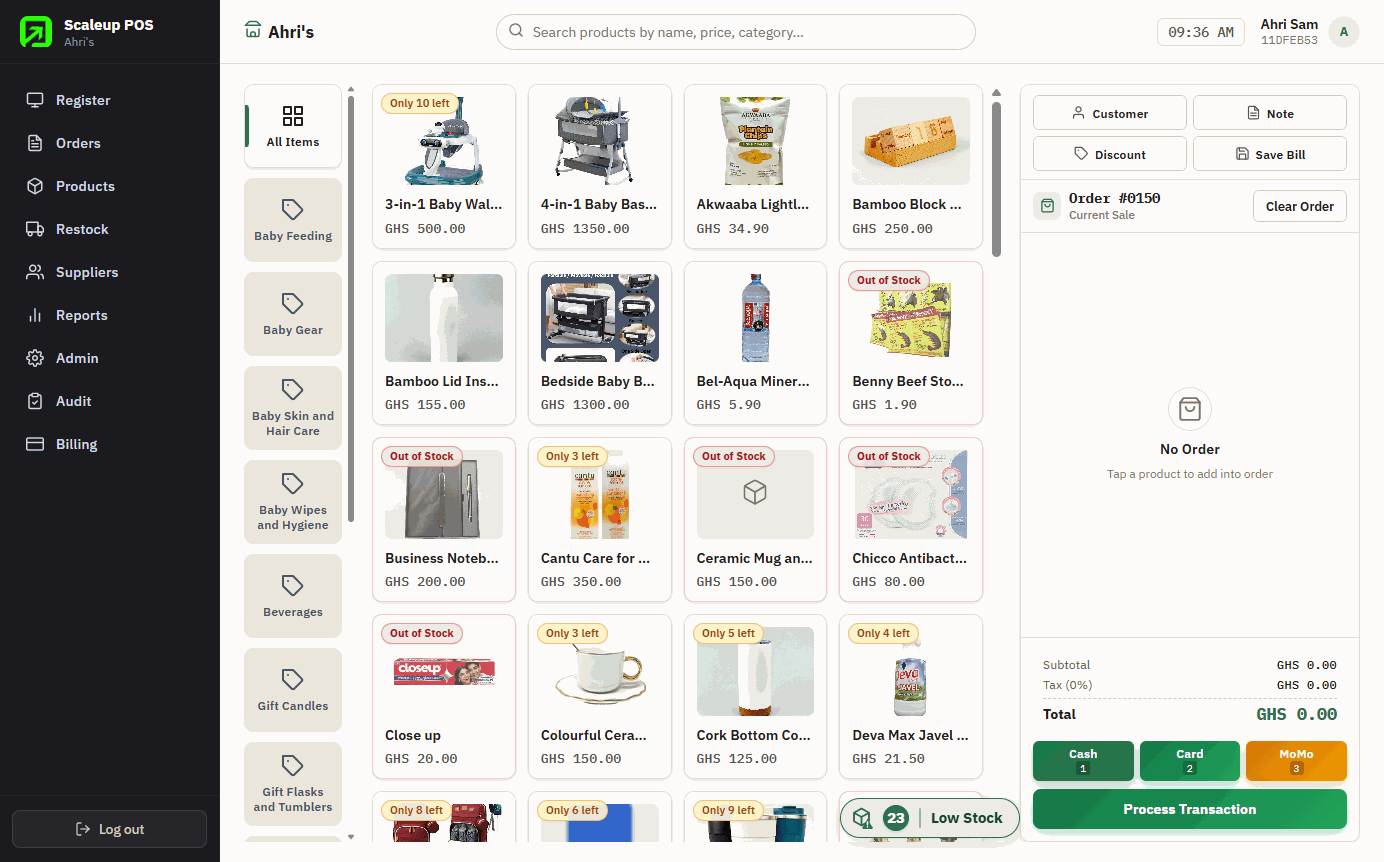 Scaleup POS
Ahri's
Register
Orders
Products
Restock
Suppliers
Reports
Admin
Audit
Billing
Log out
Ahri's
Search products by name, price, category...
09:36 AM
Ahri Sam
11DFEB53
A
All Items
Baby Feeding
Baby Gear
Baby Skin and
Hair Care
Baby Wipes
and Hygiene
Beverages
Gift Candles
Gift Flasks
and Tumblers
Only 10 left
3-in-1 Baby Wal...
GHS 500.00
4-in-1 Baby Bas...
GHS 1350.00
AKWAABA
Plantain
Chips
Akwaaba Lightl...
GHS 34.90
Bamboo Block ...
GHS 250.00
Bamboo Lid Ins...
GHS 155.00
Bedside Baby B...
GHS 1300.00
Bel-Aqua Miner...
GHS 5.90
Out of Stock
Benny Beef Sto...
GHS 1.90
Out of Stock
Business Noteb...
GHS 200.00
Only 3 left
cantu
cantu
Cantu Care for ...
GHS 350.00
Out of Stock
Ceramic Mug an...
GHS 150.00
Out of Stock
30
Chicco Antibact...
GHS 80.00
Out of Stock
closeup
Close up
GHS 20.00
Only 3 left
Colourful Cera...
GHS 150.00
Only 5 left
Cork Bottom Co...
GHS 125.00
Only 4 left
Deva
JAVEL
Deva Max Javel ...
GHS 21.50
Only 8 left
Only 6 left
Only 9 left
23
Low Stock
Customer
Note
Discount
Save Bill
Order #0150
Current Sale
Clear Order
No Order
Tap a product to add into order
Subtotal
GHS 0.00
Tax (0%)
GHS 0.00
Total
GHS 0.00
Cash
1
Card
2
MoMo
3
Process Transaction